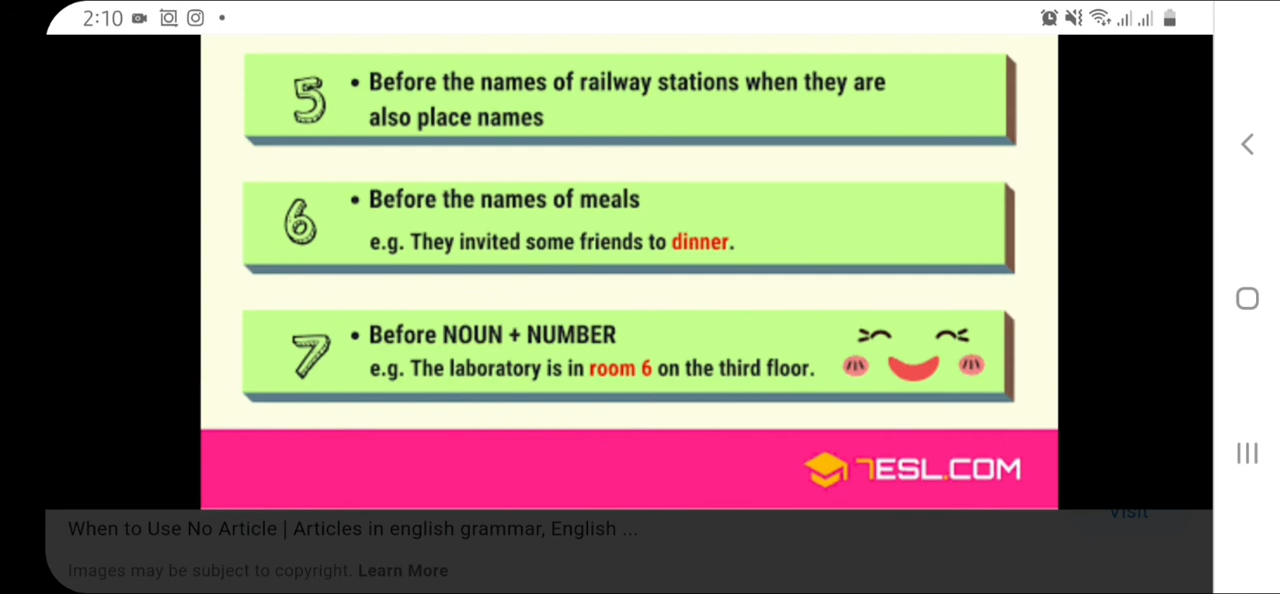 2:10
5
• Before the names of railway stations when they are
also place names
6
• Before the names of meals
e.g. They invited some friends to dinner.
7
• Before NOUN + NUMBER
e.g. The laboratory is in room 6 on the third floor.
7ESL.COM
Visit
When to Use No Article | Articles in english grammar, English ...
Images may be subject to copyright. Learn More